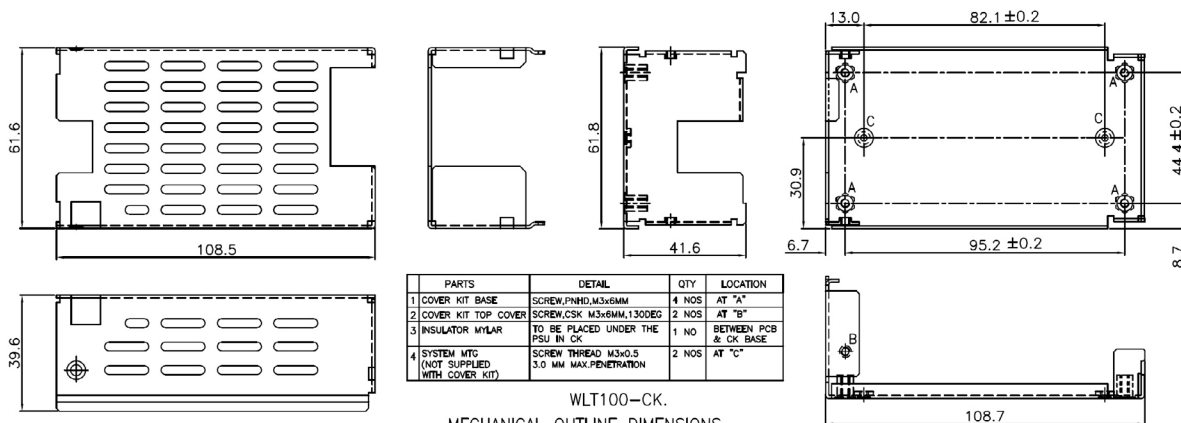 13.0
82.1 ±0.2
61.6
108.5
61.8
41.6
A
A
C
C
A
A
30.9
44.4 ±0.2
6.7
95.2 ±0.2
8.7
39.6
PARTS DETAIL QTY LOCATION
1 COVER KIT BASE SCREW,PNHD,M3x6MM 4 NOS AT "A"
2 COVER KIT TOP COVER SCREW,CSK M3x6MM,130DEG 2 NOS AT "B"
3 INSULATOR MYLAR TO BE PLACED UNDER THE PSU IN CK 1 NO BETWEEN PCB & CK BASE
4 SYSTEM MTG (NOT SUPPLIED WITH COVER KIT) SCREW THREAD M3x0.5 3.0 MM MAX.PENETRATION 2 NOS AT "C"
B
108.7
WLT100-CK.
MECHANICAL OUTLINE DIMENSIONS